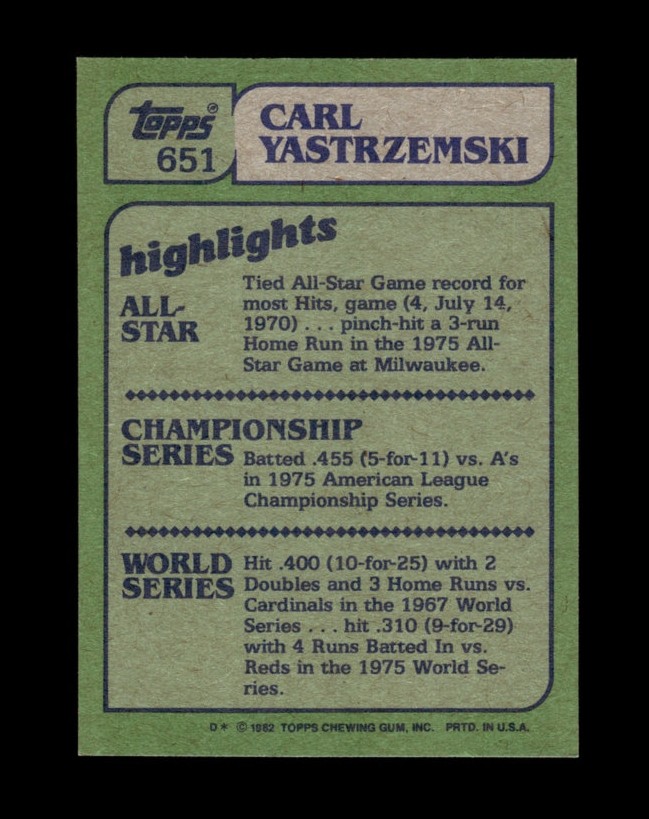 Topps®
651
CARL
YASTRZEMSKI
highlights
ALL-
STAR
Tied All-Star Game record for
most Hits, game (4, July 14,
1970) . . . pinch-hit a 3-run
Home Run in the 1975 All-
Star Game at Milwaukee.
CHAMPIONSHIP
SERIES
Batted .455 (5-for-11) vs. A's
in 1975 American League
Championship Series.
WORLD
SERIES
Hit .400 (10-for-25) with 2
Doubles and 3 Home Runs vs.
Cardinals in the 1967 World
Series . . . hit .310 (9-for-29)
with 4 Runs Batted In vs.
Reds in the 1975 World Se-
ries.
D* © 1982 TOPPS CHEWING GUM, INC. PRTD. IN U.S.A.